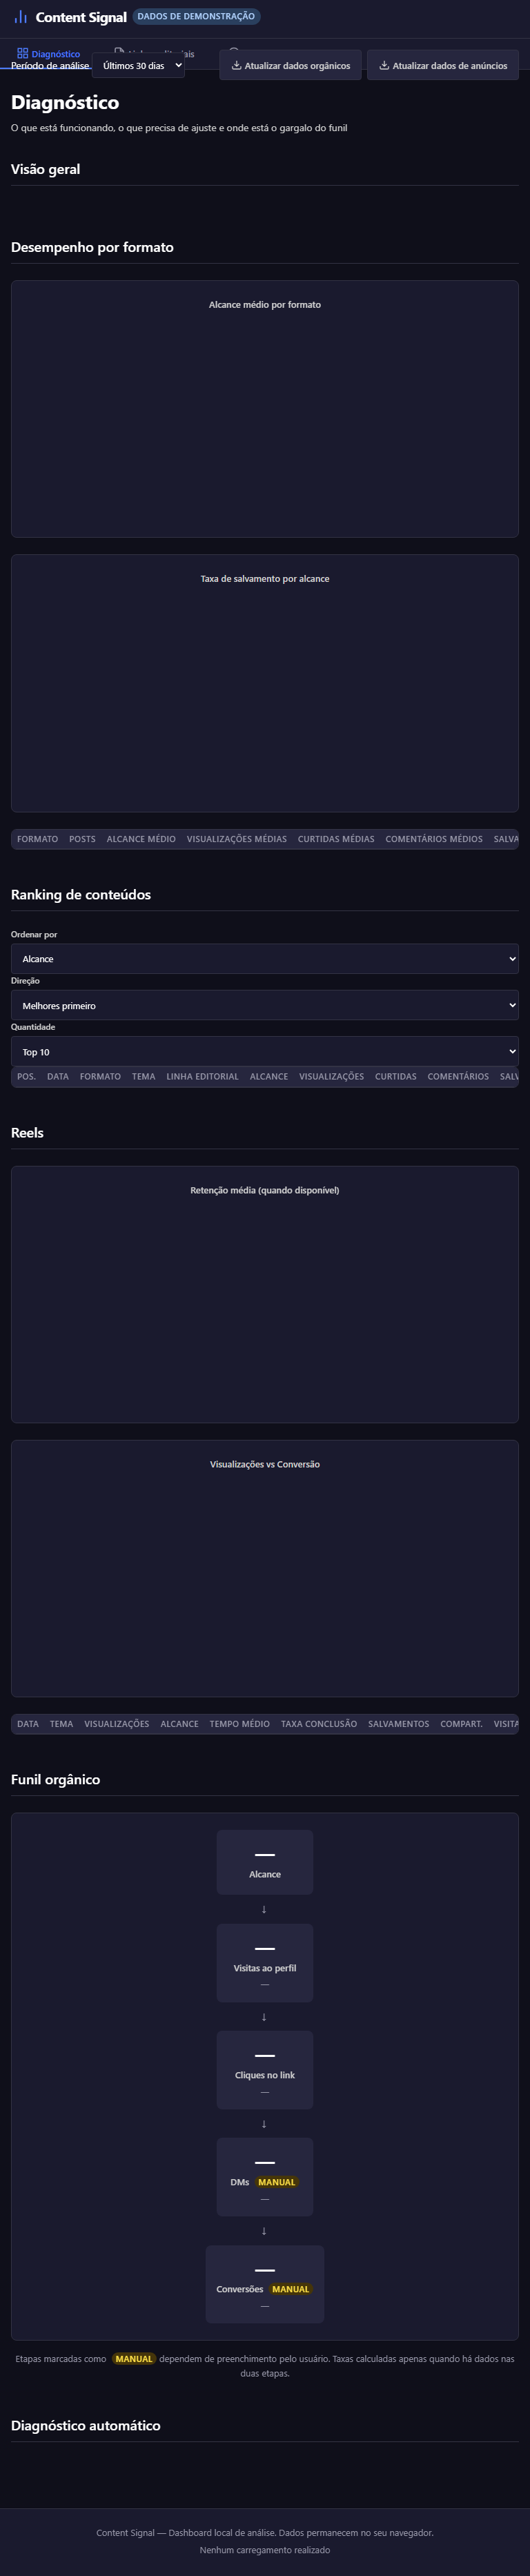 Content Signal DADOS DE DEMONSTRAÇÃO
Diagnóstico
Período de análise Últimos 30 dias Atualizar dados orgânicos Atualizar dados de anúncios
Diagnóstico
O que está funcionando, o que precisa de ajuste e onde está o gargalo do funil
Visão geral
Desempenho por formato
Alcance médio por formato
Taxa de salvamento por alcance
FORMATO POSTS ALCANCE MÉDIO VISUALIZAÇÕES MÉDIAS CURTIDAS MÉDIAS COMENTÁRIOS MÉDIOS SALVA
Ranking de conteúdos
Ordenar por
Alcance
Direção
Melhores primeiro
Quantidade
Top 10
POS. DATA FORMATO TEMA LINHA EDITORIAL ALCANCE VISUALIZAÇÕES CURTIDAS COMENTÁRIOS SALV
Reels
Retenção média (quando disponível)
Visualizações vs Conversão
DATA TEMA VISUALIZAÇÕES ALCANCE TEMPO MÉDIO TAXA CONCLUSÃO SALVAMENTOS COMPART. VISITA
Funil orgânico
—
Alcance
↓
—
Visitas ao perfil
—
↓
—
Cliques no link
—
↓
—
DMs MANUAL
—
↓
—
Conversões MANUAL
—
Etapas marcadas como MANUAL dependem de preenchimento pelo usuário. Taxas calculadas apenas quando há dados nas
duas etapas.
Diagnóstico automático
Content Signal — Dashboard local de análise. Dados permanecem no seu navegador.
Nenhum carregamento realizado